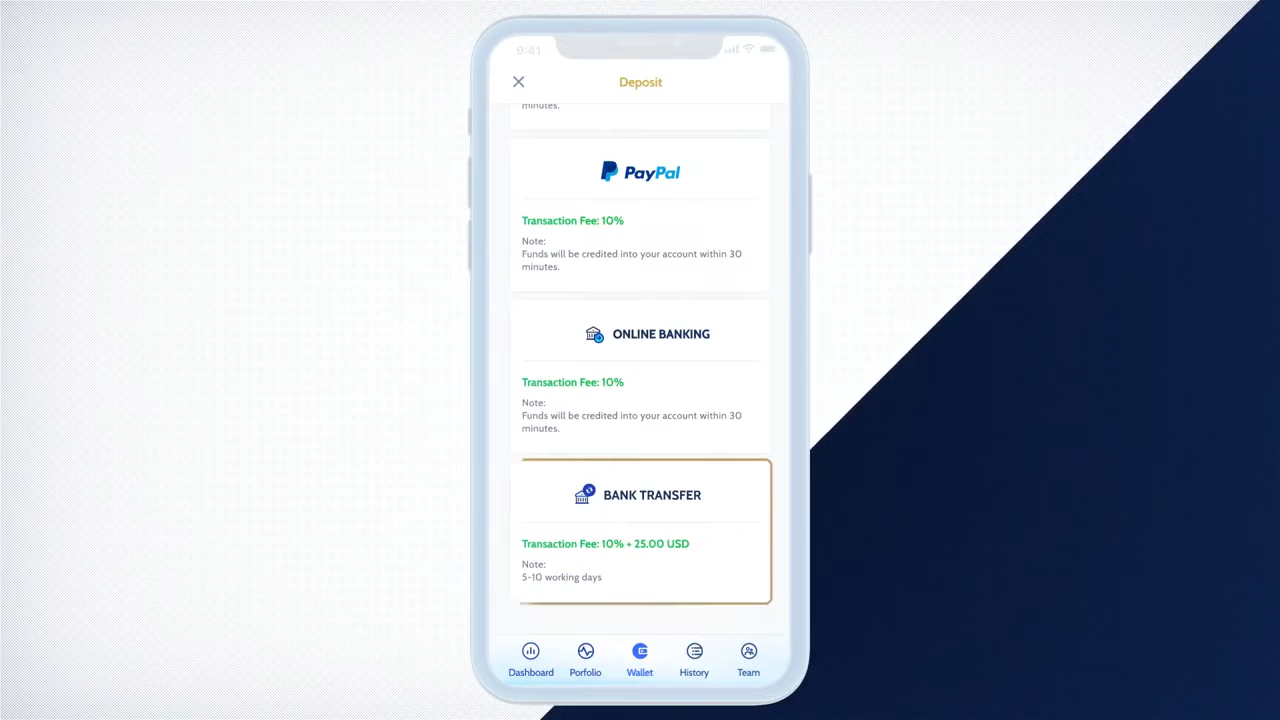 9:41
Deposit
minutes.
PayPal
Transaction Fee: 10%
Note:
Funds will be credited into your account within 30
minutes.
ONLINE BANKING
Transaction Fee: 10%
Note:
Funds will be credited into your account within 30
minutes.
BANK TRANSFER
Transaction Fee: 10% + 25.00 USD
Note:
5-10 working days
Dashboard Porfolio Wallet History Team